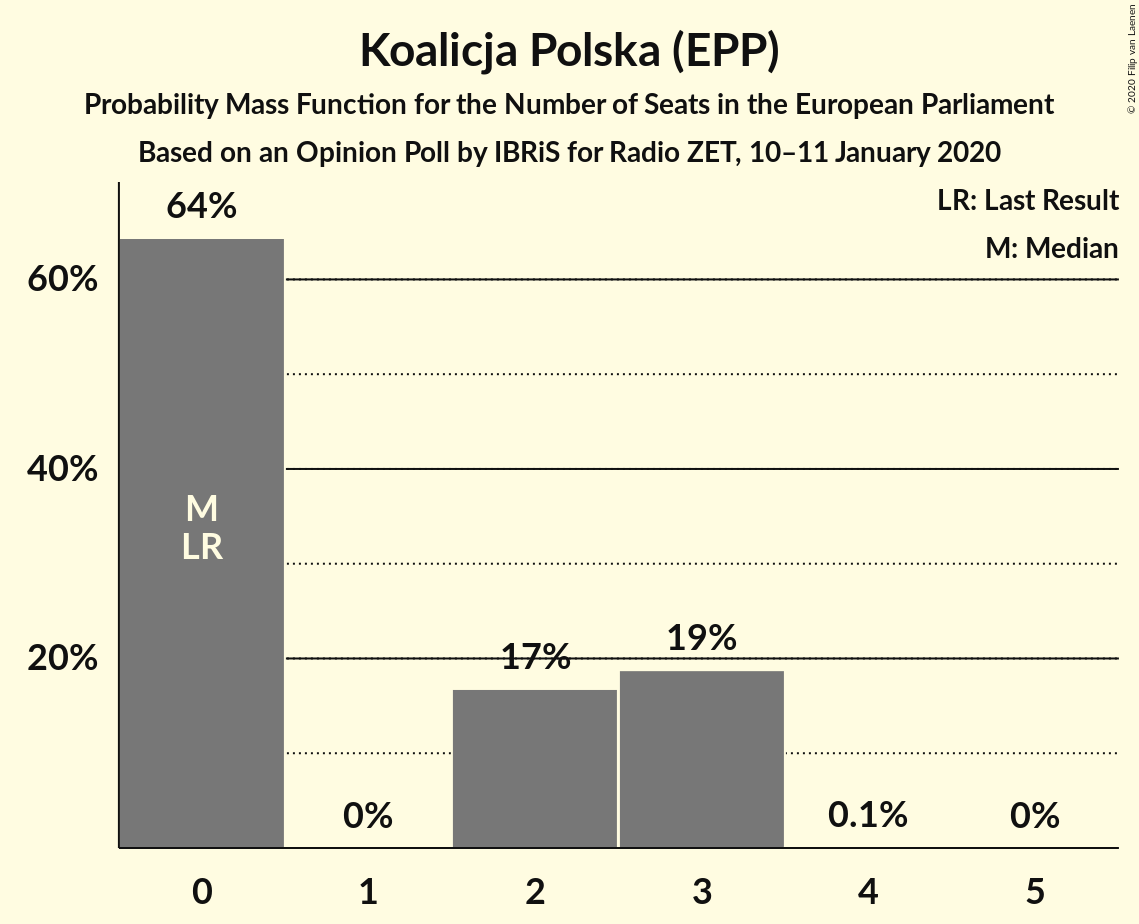 Koalicja Polska (EPP)
Probability Mass Function for the Number of Seats in the European Parliament
Based on an Opinion Poll by IBRiS for Radio ZET, 10–11 January 2020
© 2020 Filip van Laenen
LR: Last Result
M: Median
64%
60%
40%
M
LR
20%
17%
19%
0%
0.1%
0%
0 1 2 3 4 5